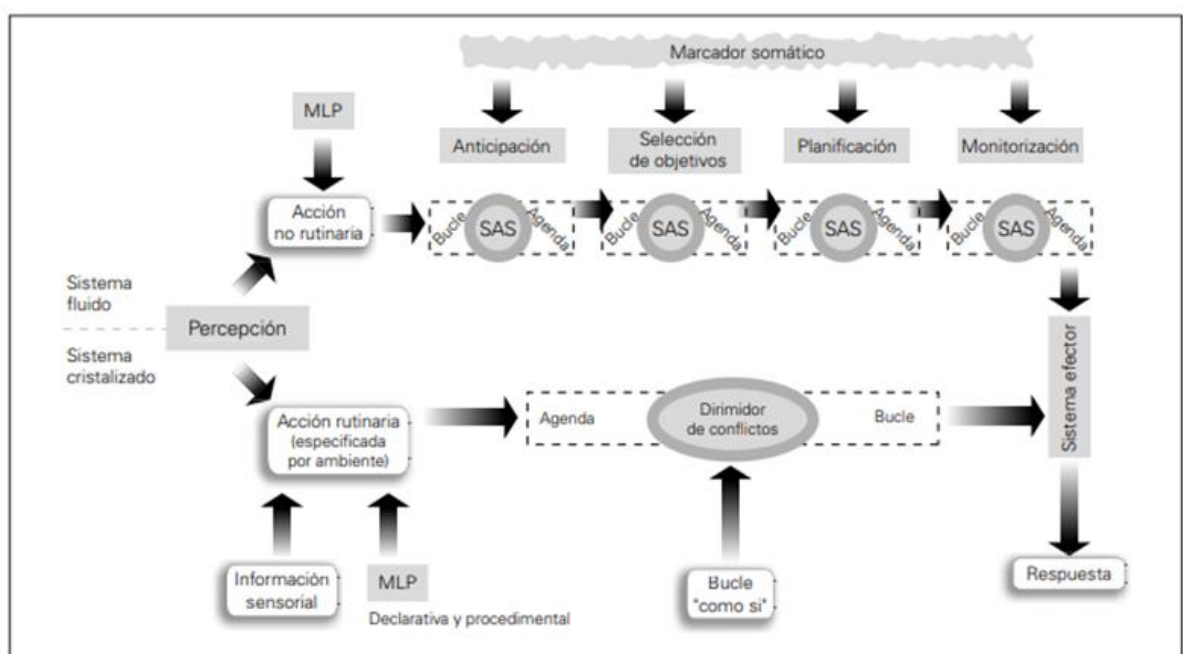 Marcador somático
MLP
Anticipación
Selección
de objetivos
Planificación
Monitorización
Acción
no rutinaria
Bucle
SAS
Agenda
Bucle
SAS
Agenda
Bucle
SAS
Agenda
Bucle
SAS
Agenda
Sistema
fluido
Percepción
Sistema
cristalizado
Acción rutinaria
(especificada
por ambiente)
Agenda
Dirimidor
de conflictos
Bucle
Sistema efector
Información
sensorial
MLP
Declarativa y procedimental
Bucle
"como si"
Respuesta